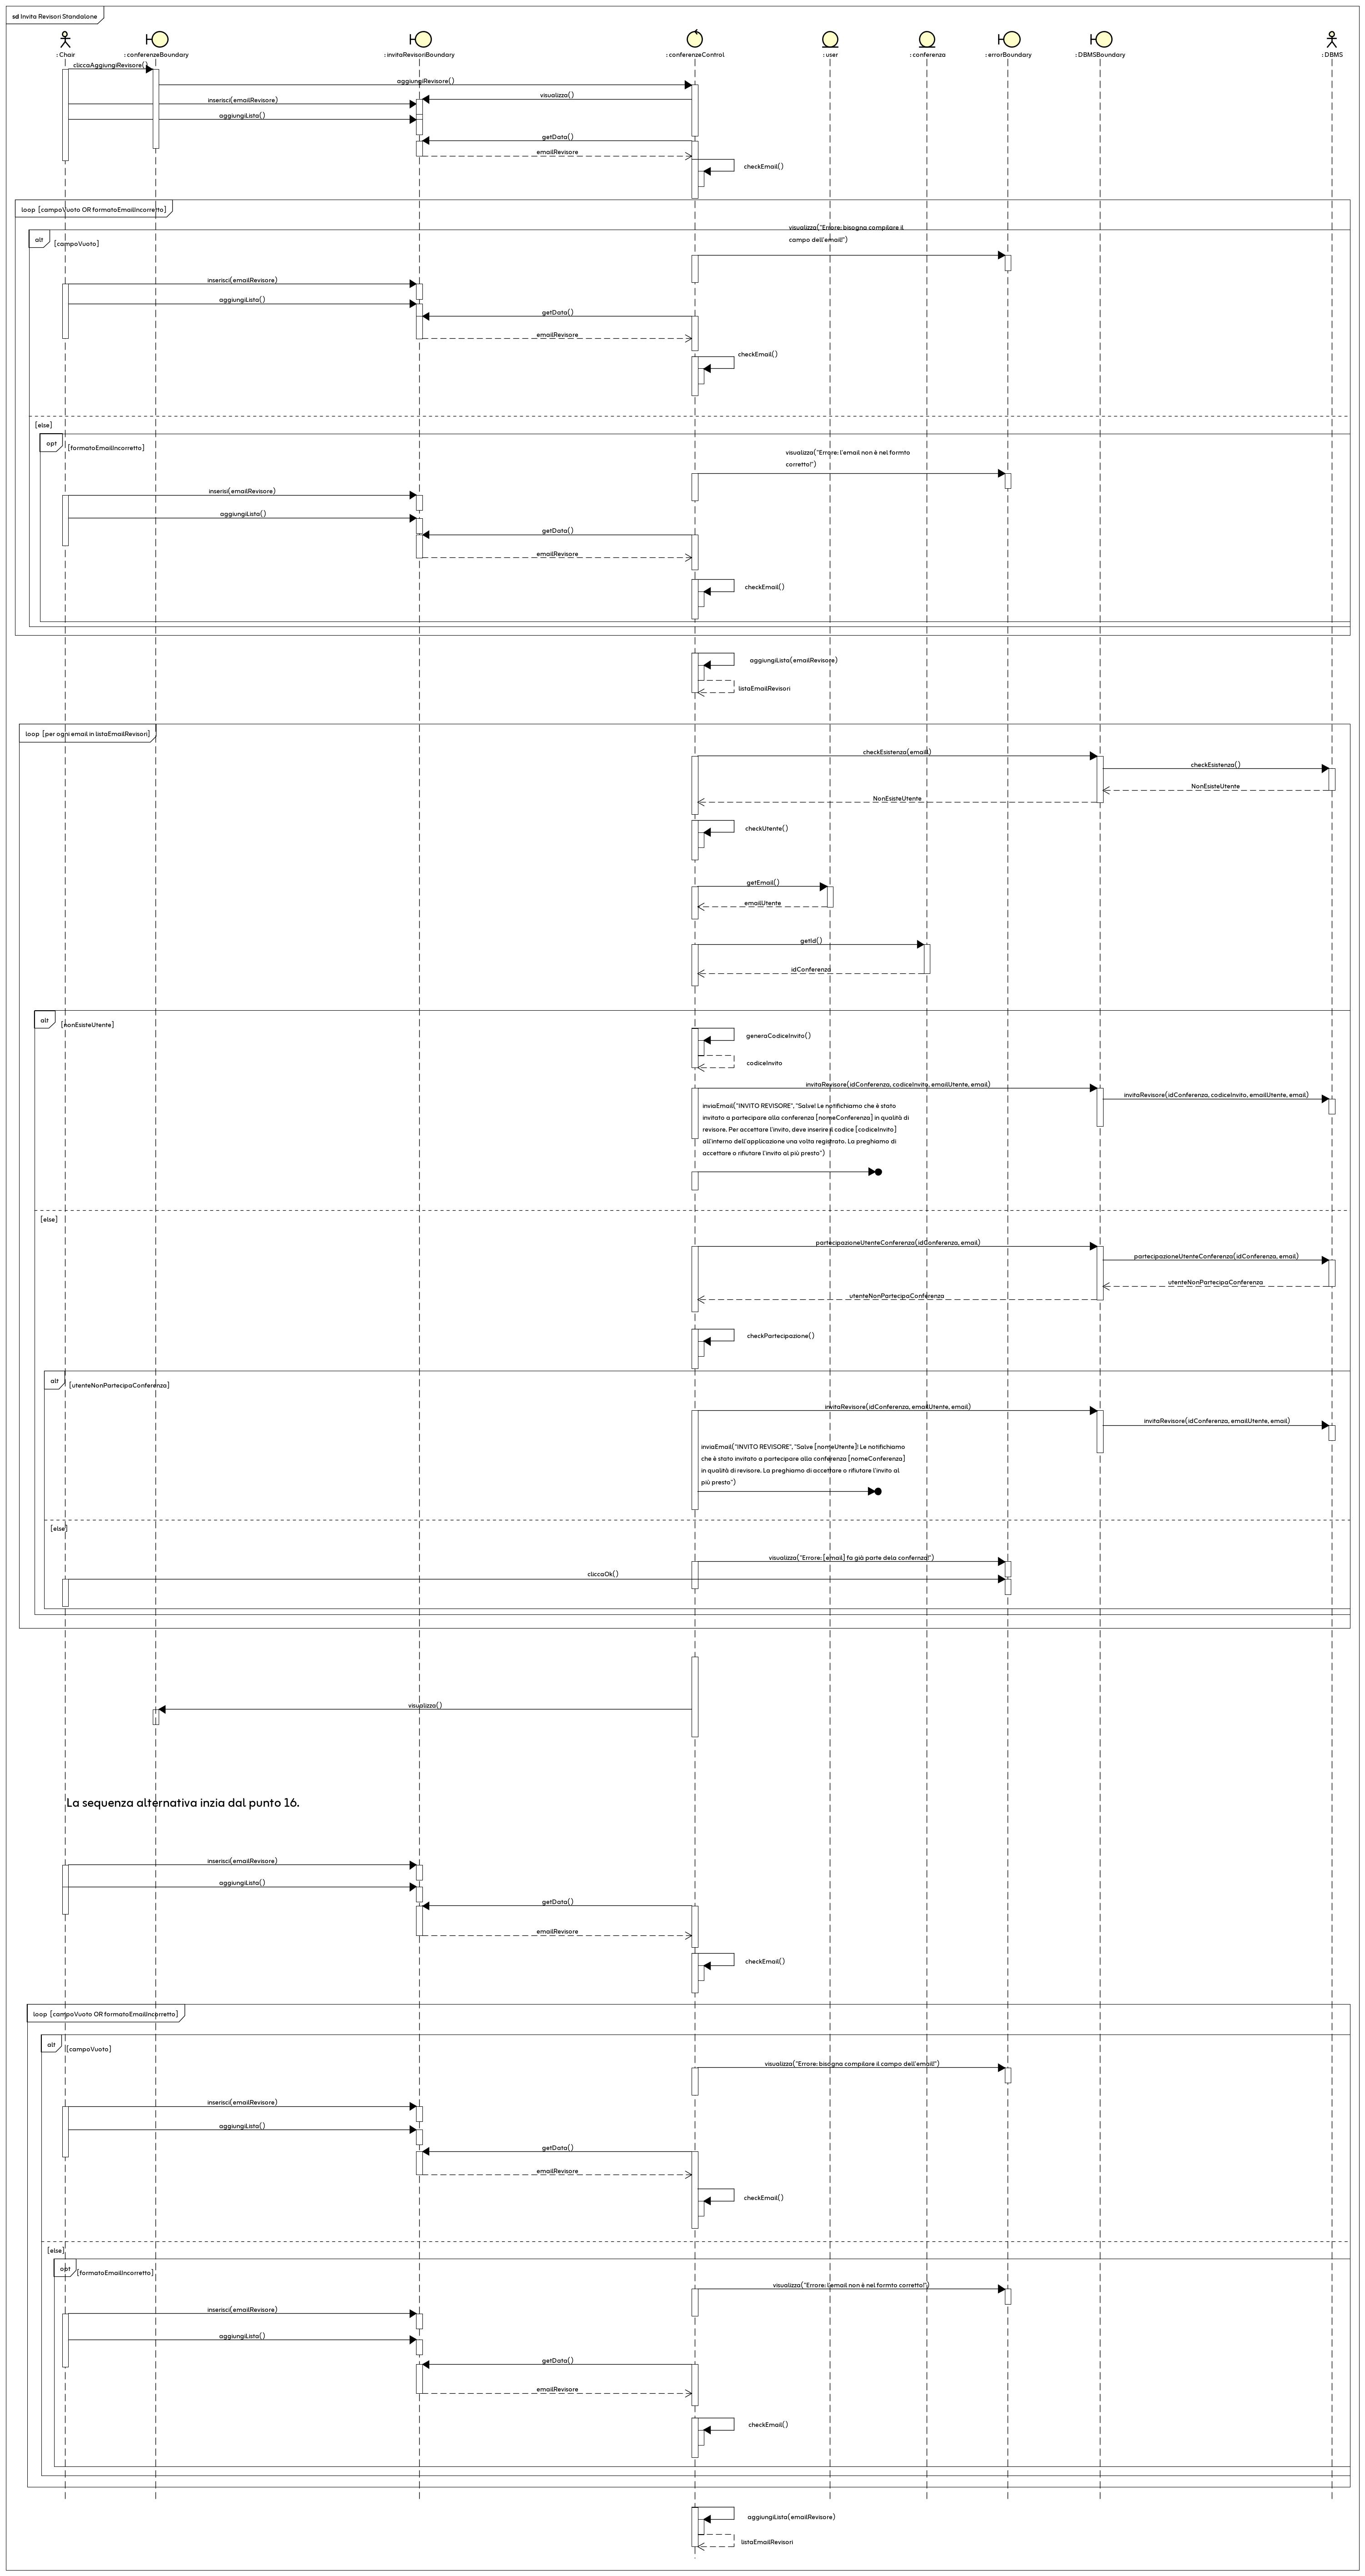 sd Invita Revisori Standalone
: Chair
: conferenzeBoundary
: invitaRevisoriBoundary
: conferenzeControl
: user
: conferenza
: errorBoundary
: DBMSBoundary
: DBMS
cliccaAggiungiRevisore()
aggiungiRevisore()
visualizza()
inserisci(emailRevisore)
aggiungiLista()
getData()
emailRevisore
checkEmail()
loop [campoVuoto OR formatoEmailIncorretto]
visualizza("Errore: bisogna compilare il
campo dell'email!")
alt [campoVuoto]
inserisci(emailRevisore)
aggiungiLista()
getData()
emailRevisore
checkEmail()
[else]
opt [formatoEmailIncorretto]
visualizza("Errore: l'email non è nel formto
corretto!")
inserisi(emailRevisore)
aggiungiLista()
getData()
emailRevisore
checkEmail()
aggiungiLista(emailRevisore)
listaEmailRevisori
loop [per ogni email in listaEmailRevisori]
checkEsistenza(email)
checkEsistenza()
NonEsisteUtente
NonEsisteUtente
checkUtente()
getEmail()
emailUtente
getId()
idConferenza
alt [nonEsisteUtente]
generaCodiceInvito()
codiceInvito
invitaRevisore(idConferenza, codiceInvito, emailUtente, email)
invitaRevisore(idConferenza, codiceInvito, emailUtente, email)
inviaEmail("INVITO REVISORE", "Salve! Le notifichiamo che è stato
invitato a partecipare alla conferenza [nomeConferenza] in qualità di
revisore. Per accettare l'invito, deve inserire il codice [codiceInvito]
all'interno dell'applicazione una volta registrato. La preghiamo di
accettare o rifiutare l'invito al più presto")
[else]
partecipazioneUtenteConferenza(idConferenza, email)
partecipazioneUtenteConferenza(idConferenza, email)
utenteNonPartecipaConferenza
utenteNonPartecipaConferenza
checkPartecipazione()
alt [utenteNonPartecipaConferenza]
invitaRevisore(idConferenza, emailUtente, email)
invitaRevisore(idConferenza, emailUtente, email)
inviaEmail("INVITO REVISORE", "Salve [nomeUtente]! Le notifichiamo
che è stato invitato a partecipare alla conferenza [nomeConferenza]
in qualità di revisore. La preghiamo di accettare o rifiutare l'invito al
più presto")
[else]
visualizza("Errore: [email] fa già parte dela confernza!")
cliccaOk()
visualizza()
La sequenza alternativa inzia dal punto 16.
inserisci(emailRevisore)
aggiungiLista()
getData()
emailRevisore
checkEmail()
loop [campoVuoto OR formatoEmailIncorretto]
alt [campoVuoto]
visualizza("Errore: bisogna compilare il campo dell'email!")
inserisci(emailRevisore)
aggiungiLista()
getData()
emailRevisore
checkEmail()
[else]
opt [formatoEmailIncorretto]
visualizza("Errore: l'email non è nel formto corretto!")
inserisci(emailRevisore)
aggiungiLista()
getData()
emailRevisore
checkEmail()
aggiungiLista(emailRevisore)
listaEmailRevisori